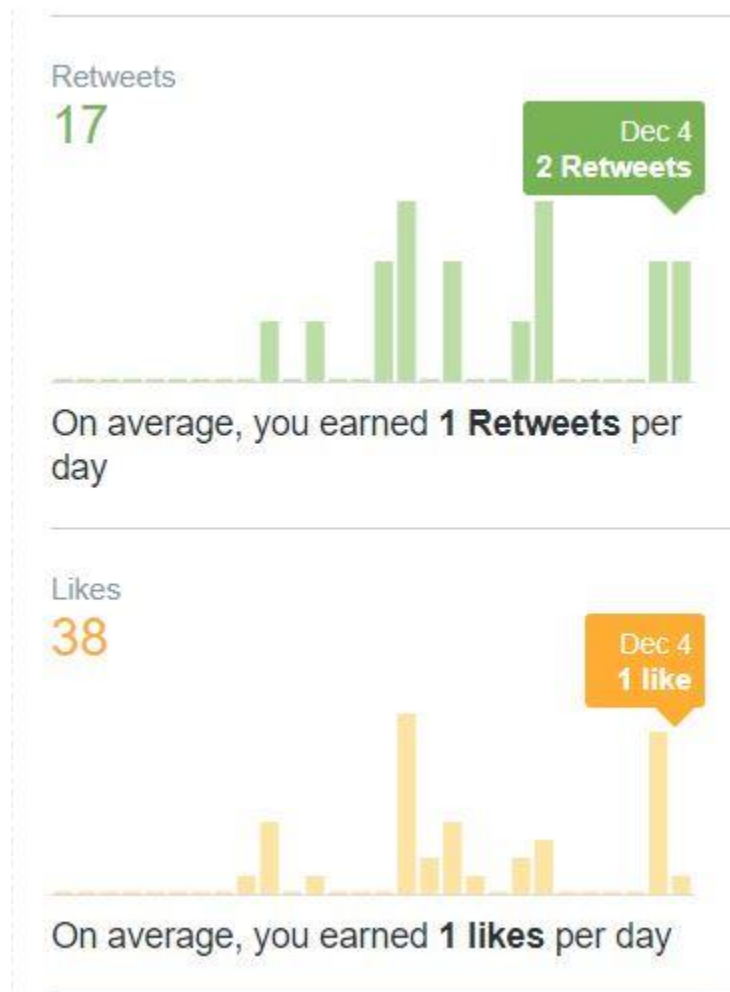 Retweets
17
Dec 4
2 Retweets
On average, you earned 1 Retweets per
day
Likes
38
Dec 4
1 like
On average, you earned 1 likes per day